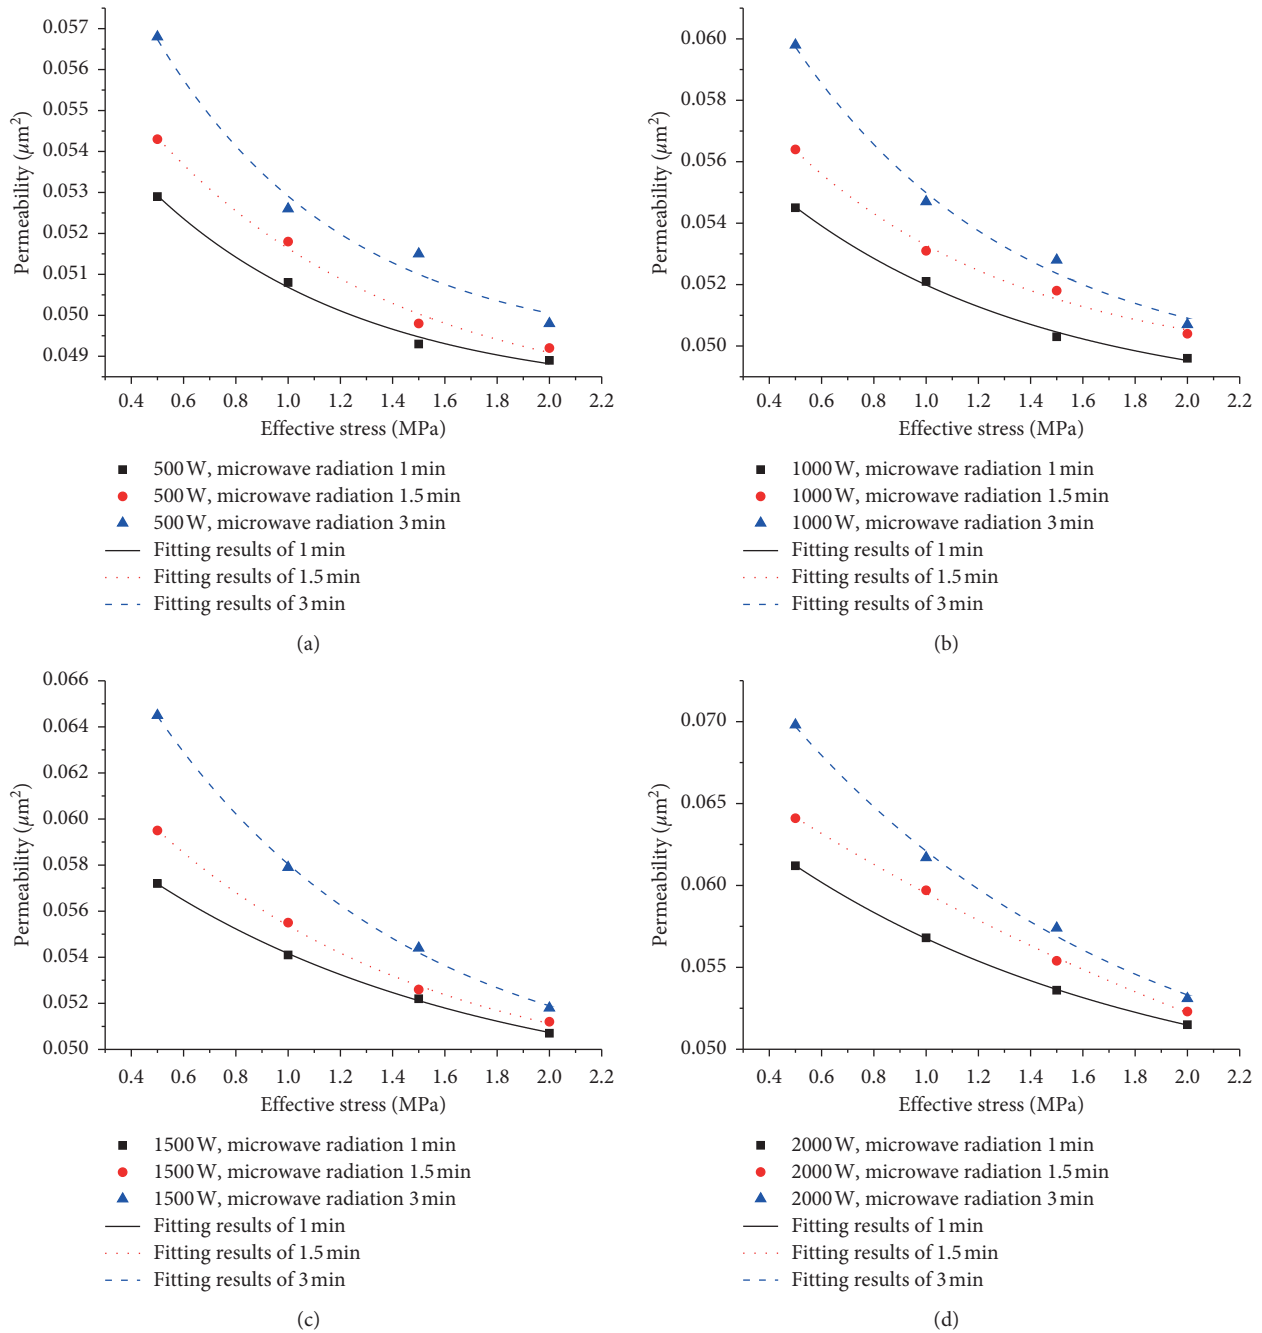 0.057
0.056
0.055
0.054
0.053
0.052
0.051
0.050
0.049
Permeability (μm²)
0.4 0.6 0.8 1.0 1.2 1.4 1.6 1.8 2.0 2.2
Effective stress (MPa)
500 W, microwave radiation 1 min
500 W, microwave radiation 1.5 min
500 W, microwave radiation 3 min
Fitting results of 1 min
Fitting results of 1.5 min
Fitting results of 3 min
(a)
0.060
0.058
0.056
0.054
0.052
0.050
Permeability (μm²)
0.4 0.6 0.8 1.0 1.2 1.4 1.6 1.8 2.0 2.2
Effective stress (MPa)
1000 W, microwave radiation 1 min
1000 W, microwave radiation 1.5 min
1000 W, microwave radiation 3 min
Fitting results of 1 min
Fitting results of 1.5 min
Fitting results of 3 min
(b)
0.066
0.064
0.062
0.060
0.058
0.056
0.054
0.052
0.050
Permeability (μm²)
0.4 0.6 0.8 1.0 1.2 1.4 1.6 1.8 2.0 2.2
Effective stress (MPa)
1500 W, microwave radiation 1 min
1500 W, microwave radiation 1.5 min
1500 W, microwave radiation 3 min
Fitting results of 1 min
Fitting results of 1.5 min
Fitting results of 3 min
(c)
0.070
0.065
0.060
0.055
0.050
Permeability (μm²)
0.4 0.6 0.8 1.0 1.2 1.4 1.6 1.8 2.0 2.2
Effective stress (MPa)
2000 W, microwave radiation 1 min
2000 W, microwave radiation 1.5 min
2000 W, microwave radiation 3 min
Fitting results of 1 min
Fitting results of 1.5 min
Fitting results of 3 min
(d)